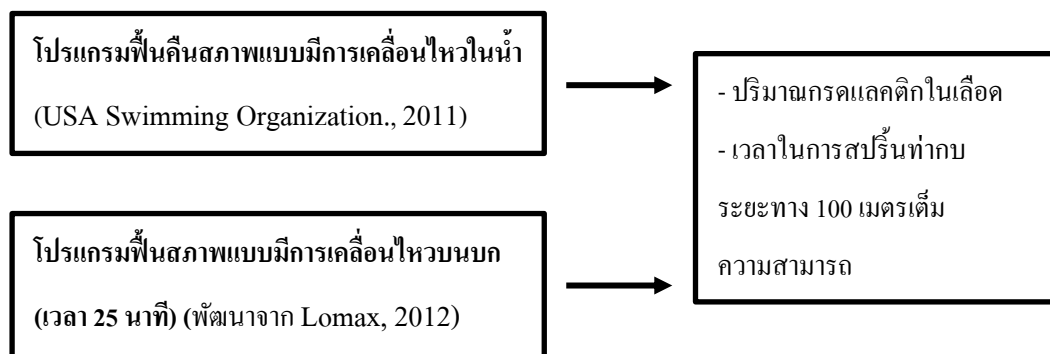 โปรแกรมฟื้นคืนสภาพแบบมีการเคลื่อนไหวในน้ำ
(USA Swimming Organization., 2011)
โปรแกรมฟื้นสภาพแบบมีการเคลื่อนไหวบนบก
(เวลา 25 นาที) (พัฒนาจาก Lomax, 2012)
- ปริมาณกรดแลคติกในเลือด
- เวลาในการสปริ้นท่ากบ
ระยะทาง 100 เมตรเต็ม
ความสามารถ